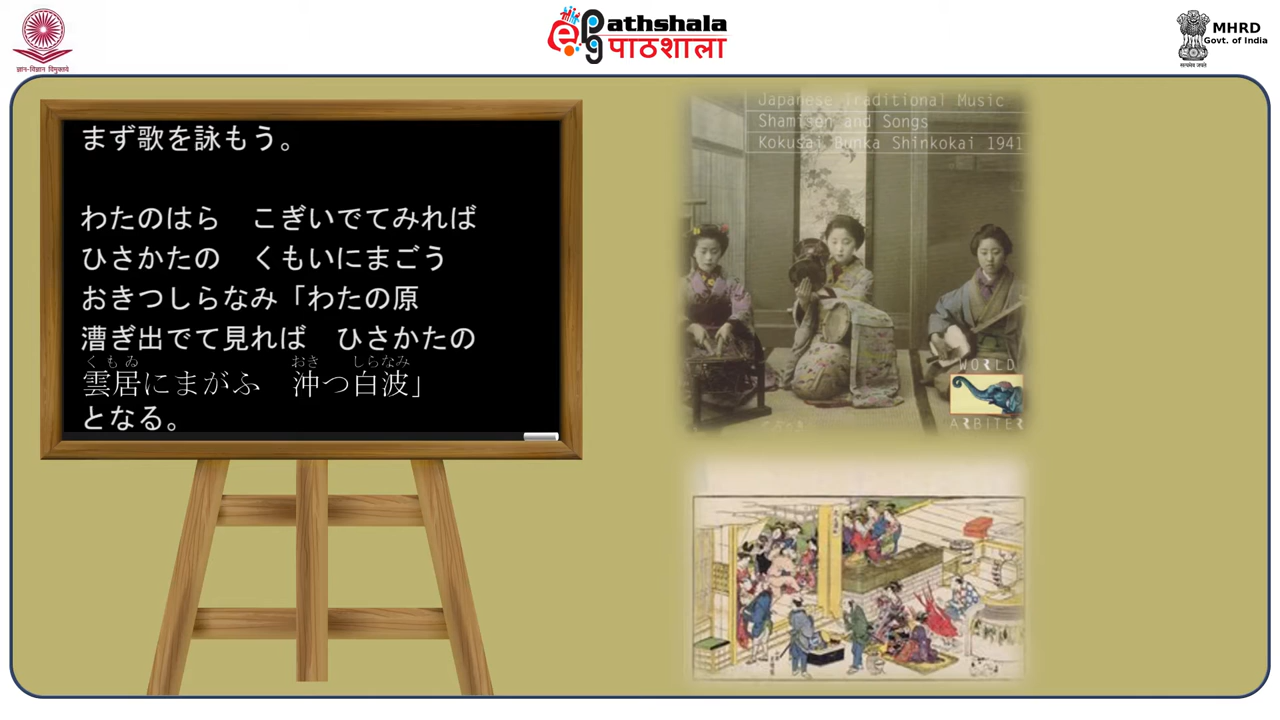 ज्ञान-विज्ञान विमुक्तये
ePathshala
पाठशाला
MHRD
Govt. of India
सत्यमेव जयते
まず歌を詠もう。
わたのはら　こぎいでてみれば
ひさかたの　くもいにまごう
おきつしらなみ「わたの原
漕ぎ出でて見れば　ひさかたの
くもゐ　おき　しらなみ
雲居にまがふ　沖つ白波」
となる。
Japanese Traditional Music
Shamisen and Songs
Kokusai Bunka Shinkokai 1941
WORLD
ARBITER